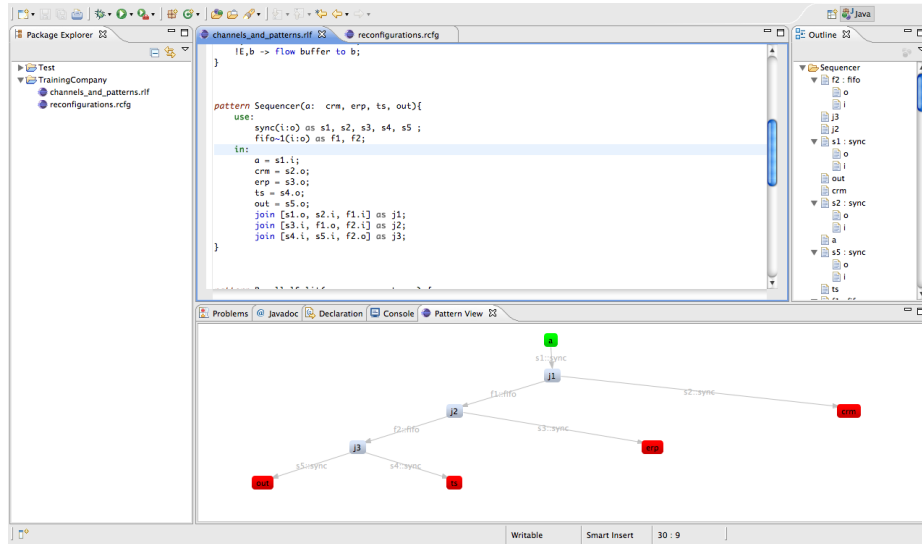 Java
Package Explorer
Test
TrainingCompany
channels_and_patterns.rlf
reconfigurations.rcfg
channels_and_patterns.rlf
reconfigurations.rcfg
!E,b -> flow buffer to b;
}
pattern Sequencer(a: crm, erp, ts, out){
use:
sync(i:o) as s1, s2, s3, s4, s5 ;
fifo~1(i:o) as f1, f2;
in:
a = s1.i;
crm = s2.o;
erp = s3.o;
ts = s4.o;
out = s5.o;
join [s1.o, s2.i, f1.i] as j1;
join [s3.i, f1.o, f2.i] as j2;
join [s4.i, s5.i, f2.o] as j3;
}
Outline
Sequencer
f2 : fifo
o
i
j3
j2
s1 : sync
o
i
out
crm
s2 : sync
o
i
a
s5 : sync
o
i
ts
Problems
@ Javadoc
Declaration
Console
Pattern View
a
s1::sync
j1
f1::fifo
s2::sync
j2
crm
f2::fifo
s3::sync
j3
erp
s5::sync
s4::sync
out
ts
Writable
Smart Insert
30 : 9